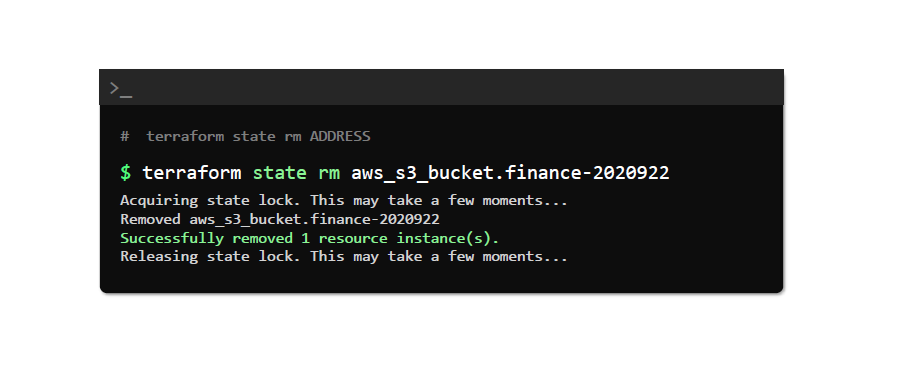 >_
# terraform state rm ADDRESS
$ terraform state rm aws_s3_bucket.finance-2020922
Acquiring state lock. This may take a few moments...
Removed aws_s3_bucket.finance-2020922
Successfully removed 1 resource instance(s).
Releasing state lock. This may take a few moments...